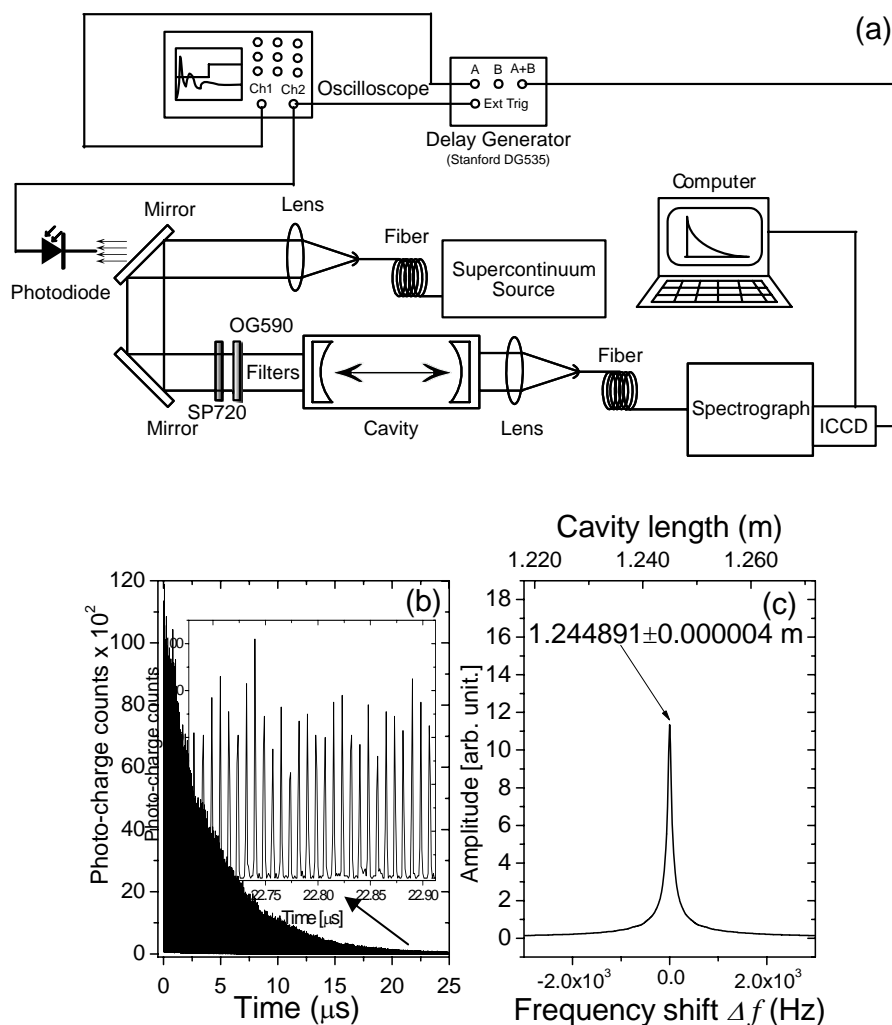 (a)
Ch1 Ch2
Oscilloscope
A B A+B
Ext Trig
Delay Generator
(Stanford DG535)
Computer
Mirror
Lens
Fiber
Photodiode
Supercontinuum
Source
OG590
Filters
SP720
Mirror
Cavity
Lens
Fiber
Spectrograph
ICCD
(b)
Photo-charge counts x 10²
120
100
80
60
40
20
0
0 5 10 15 20 25
Time (μs)
Photo-charge counts
22.75 22.80 22.85 22.90
Time [μs]
(c)
Cavity length (m)
1.220 1.240 1.260
1.244891±0.000004 m
Amplitude [arb. unit.]
18
16
14
12
10
8
6
4
2
0
-2.0x10³ 0.0 2.0x10³
Frequency shift Δf (Hz)